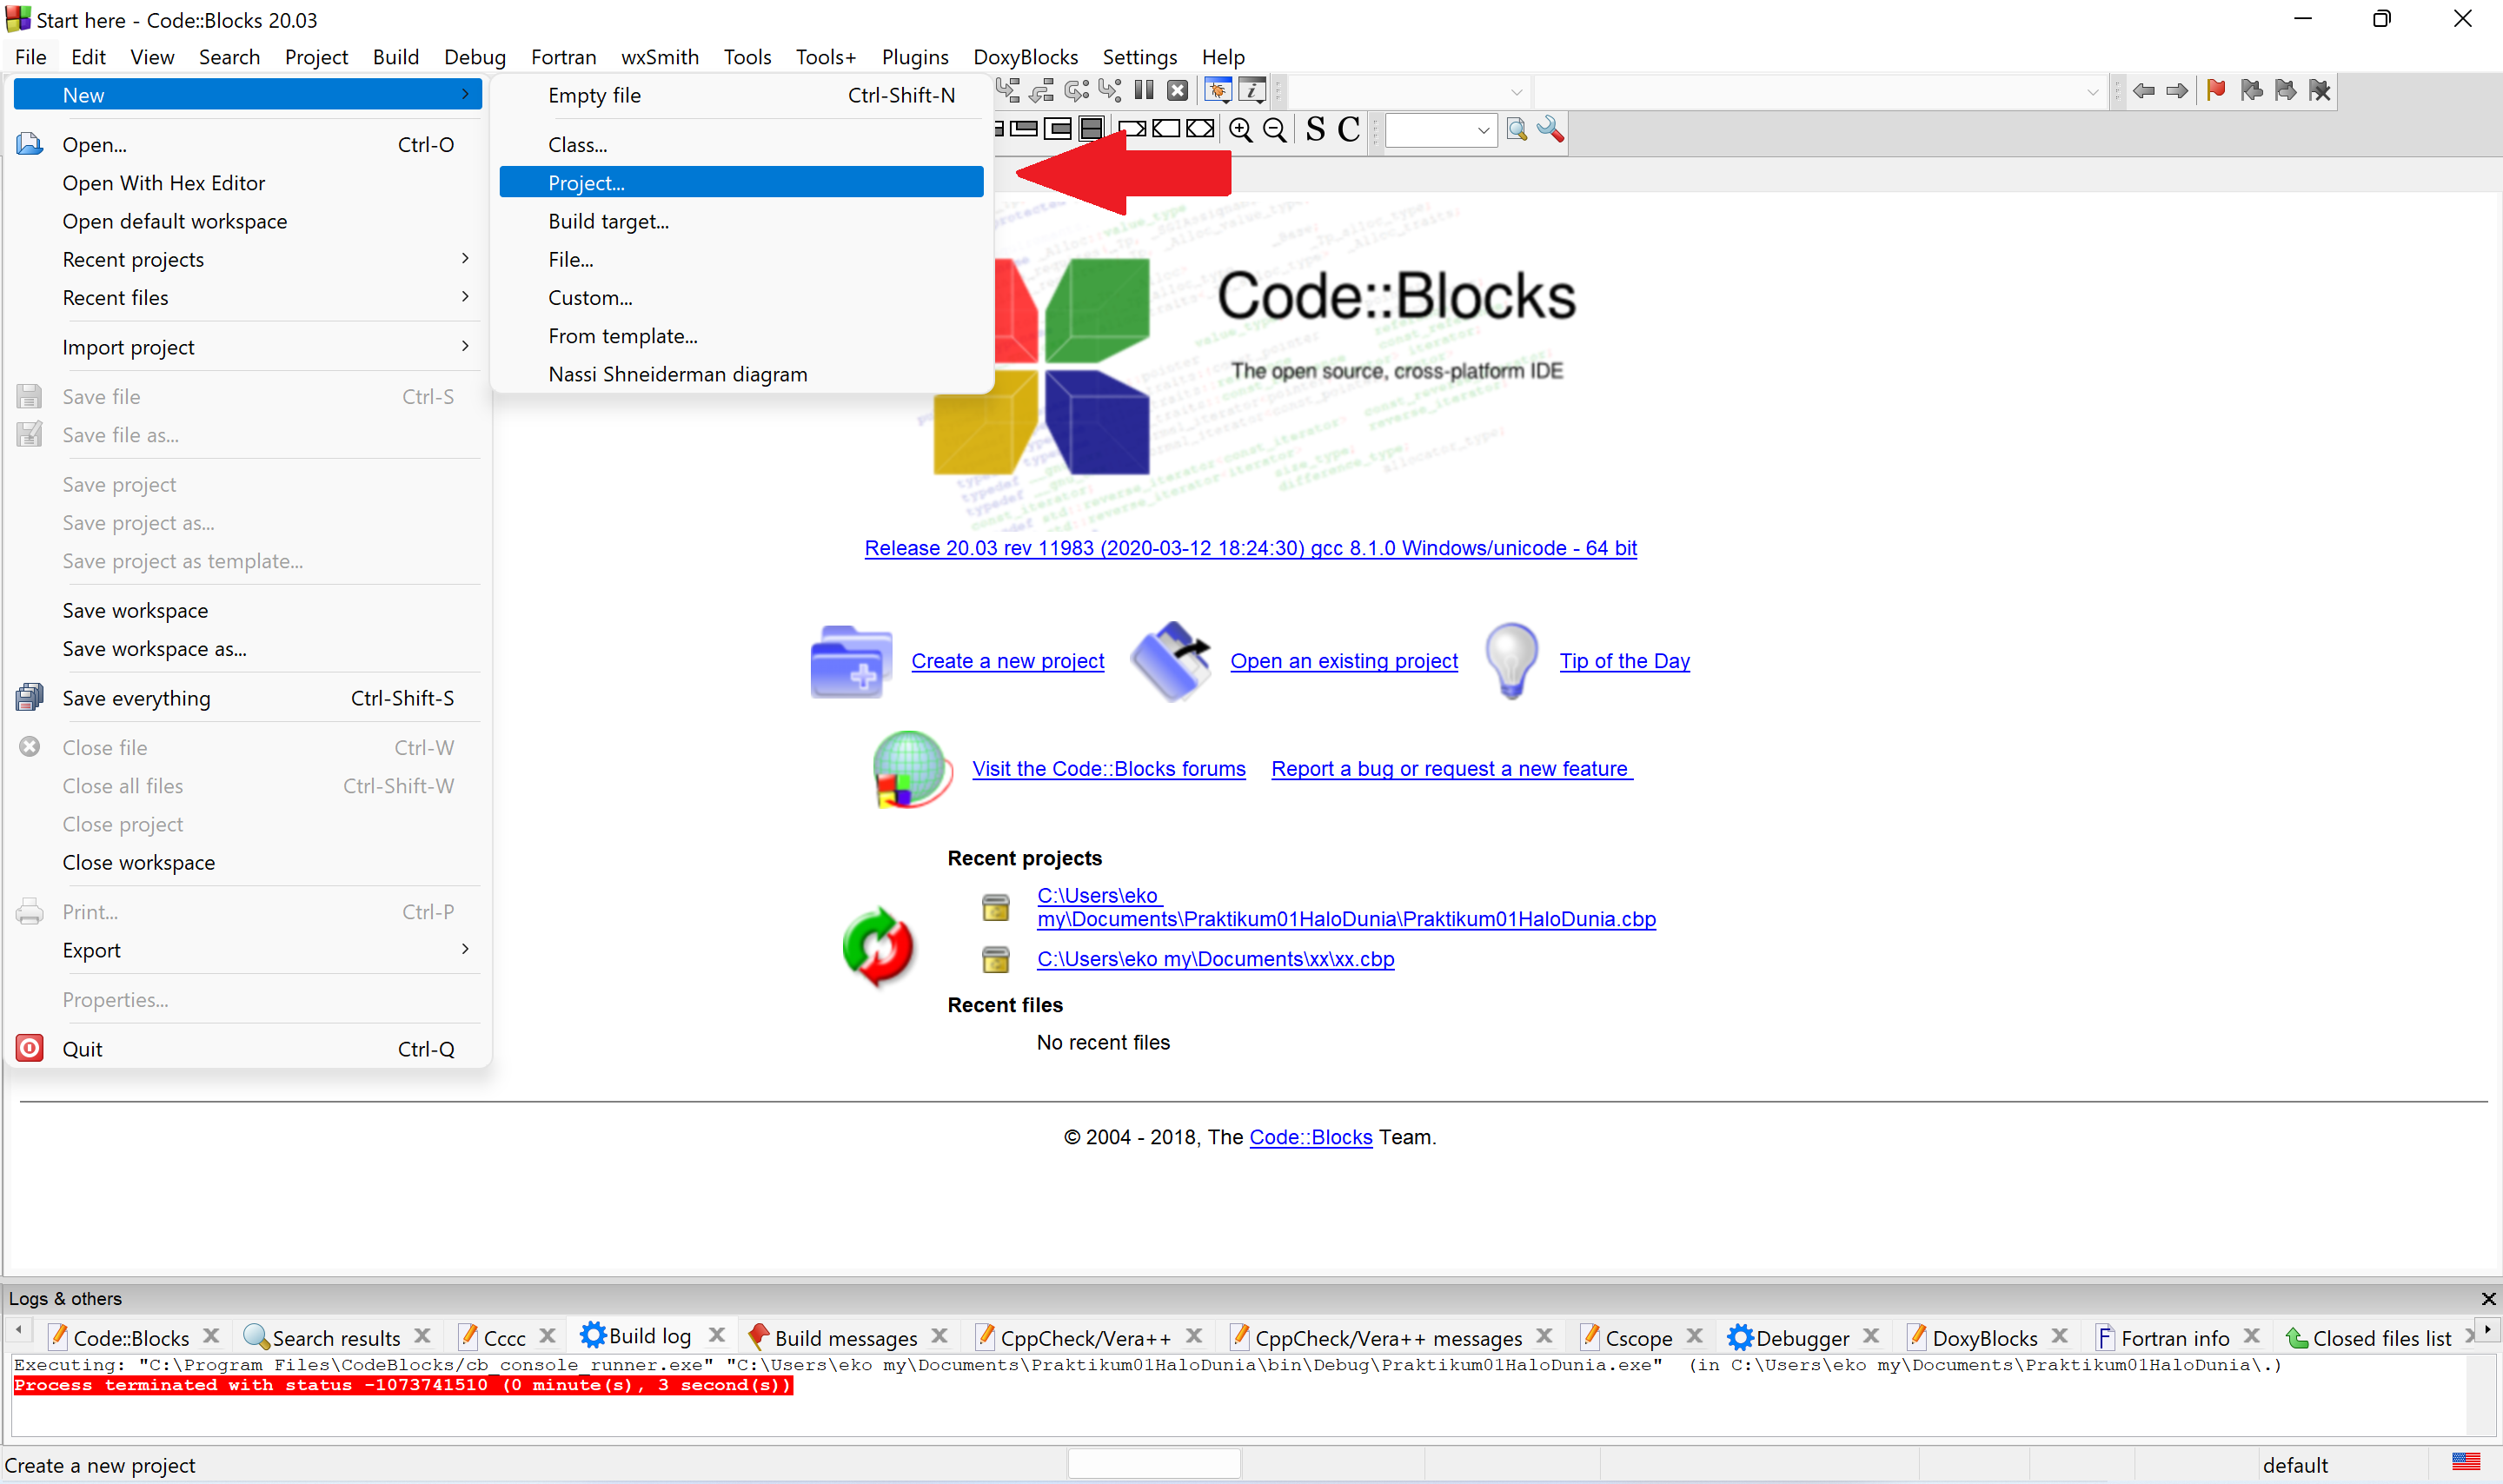 Start here - Code::Blocks 20.03
File Edit View Search Project Build Debug Fortran wxSmith Tools Tools+ Plugins DoxyBlocks Settings Help
New
Open... Ctrl-O
Open With Hex Editor
Open default workspace
Recent projects
Recent files
Import project
Save file Ctrl-S
Save file as...
Save project
Save project as...
Save project as template...
Save workspace
Save workspace as...
Save everything Ctrl-Shift-S
Close file Ctrl-W
Close all files Ctrl-Shift-W
Close project
Close workspace
Print... Ctrl-P
Export
Properties...
Quit Ctrl-Q
Empty file Ctrl-Shift-N
Class...
Project...
Build target...
File...
Custom...
From template...
Nassi Shneiderman diagram
S C
Code::Blocks
The open source, cross-platform IDE
Release 20.03 rev 11983 (2020-03-12 18:24:30) gcc 8.1.0 Windows/unicode - 64 bit
Create a new project Open an existing project Tip of the Day
Visit the Code::Blocks forums Report a bug or request a new feature
Recent projects
C:\Users\eko
my\Documents\Praktikum01HaloDunia\Praktikum01HaloDunia.cbp
C:\Users\eko my\Documents\xx\xx.cbp
Recent files
No recent files
© 2004 - 2018, The Code::Blocks Team.
Logs & others
Code::Blocks Search results Cccc Build log Build messages CppCheck/Vera++ CppCheck/Vera++ messages Cscope Debugger DoxyBlocks Fortran info Closed files list
Executing: "C:\Program Files\CodeBlocks/cb_console_runner.exe" "C:\Users\eko my\Documents\Praktikum01HaloDunia\bin\Debug\Praktikum01HaloDunia.exe"  (in C:\Users\eko my\Documents\Praktikum01HaloDunia\.)
Process terminated with status -1073741510 (0 minute(s), 3 second(s))
Create a new project default